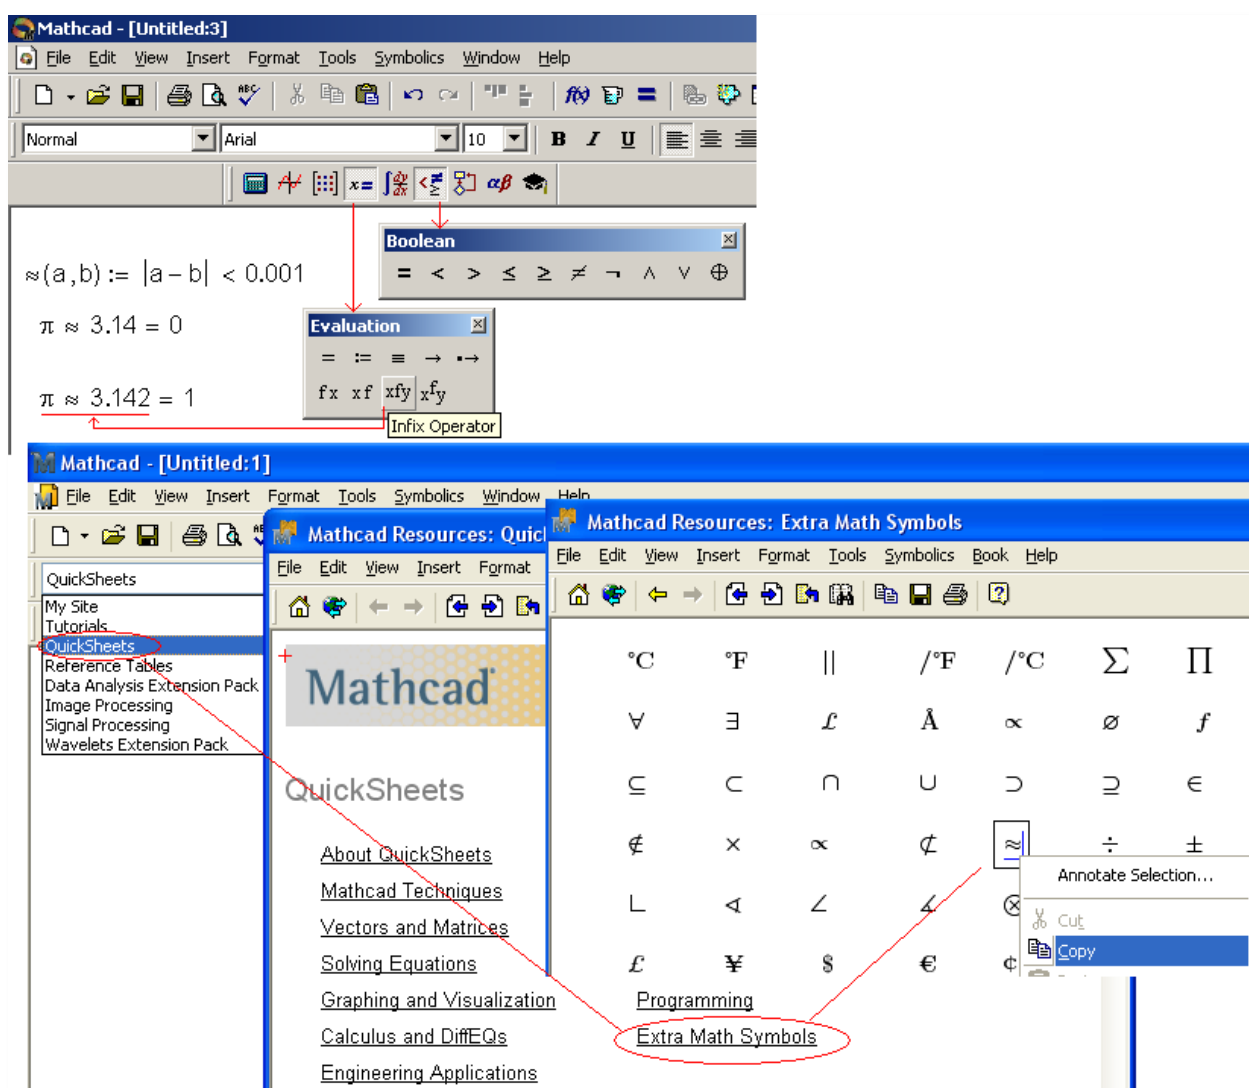 Mathcad - [Untitled:3]
File Edit View Insert Format Tools Symbolics Window Help
Normal Arial 10 B I U
Boolean
= < > ≤ ≥ ≠ ¬ ∧ ∨ ⊕
≈(a,b) := |a − b| < 0.001
π ≈ 3.14 = 0
Evaluation
= := ≡ → ▪→
fx xf xfy xfy
π ≈ 3.142 = 1
Infix Operator
Mathcad - [Untitled:1]
File Edit View Insert Format Tools Symbolics Window Help
QuickSheets
My Site
Tutorials
QuickSheets
Reference Tables
Data Analysis Extension Pack
Image Processing
Signal Processing
Wavelets Extension Pack
Mathcad Resources: Quic
File Edit View Insert Format
Mathcad
QuickSheets
About QuickSheets
Mathcad Techniques
Vectors and Matrices
Solving Equations
Graphing and Visualization
Calculus and DiffEQs
Engineering Applications
Programming
Extra Math Symbols
Mathcad Resources: Extra Math Symbols
File Edit View Insert Format Tools Symbolics Book Help
°C °F || /°F /°C Σ Π
∀ ∃ £ Å ∝ ø f
⊆ ⊂ ∩ ∪ ⊃ ⊇ ∈
∉ × ∝ ⊄ ≈ ÷ ±
∟ ∢ ∠ ∡ ⊗
£ ¥ $ € ¢
Annotate Selection...
Cut
Copy